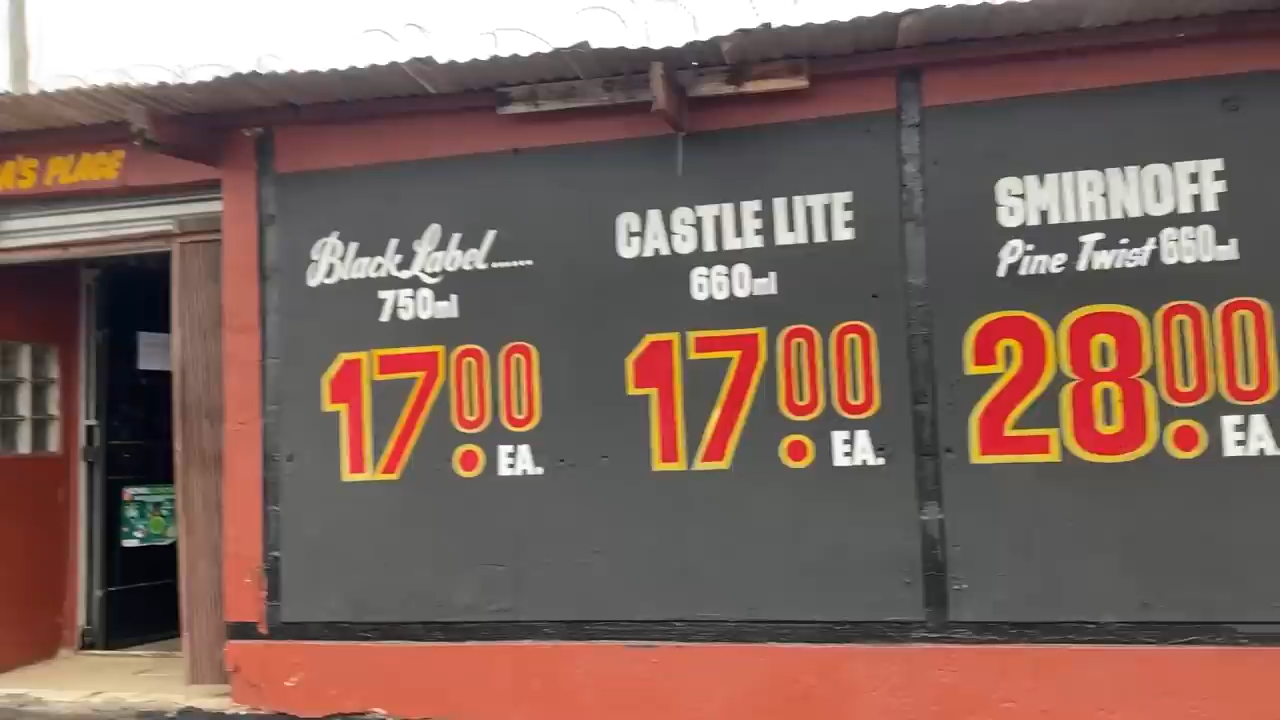 A'S PLACE
Black Label......
750ml
17.00 EA.
CASTLE LITE
660ml
17.00 EA.
SMIRNOFF
Pine Twist 660ml
28.00 EA.